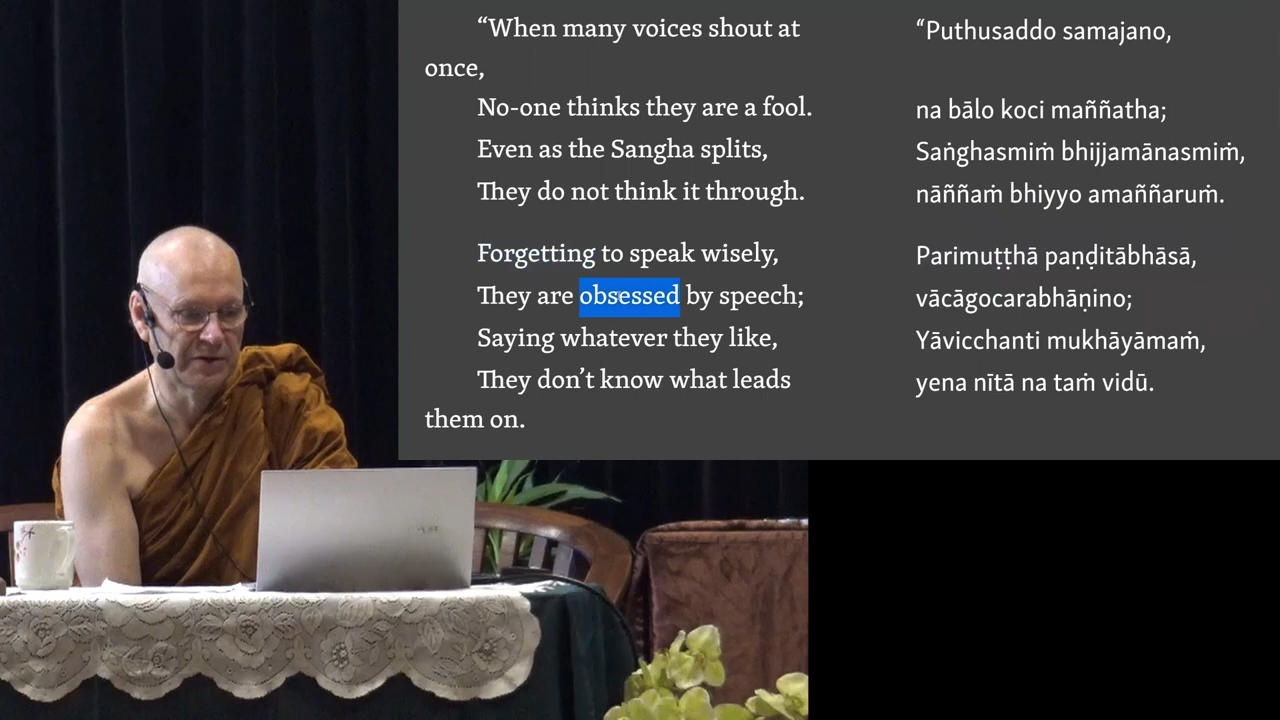 “When many voices shout at
once,
No-one thinks they are a fool.
Even as the Sangha splits,
They do not think it through.
Forgetting to speak wisely,
They are obsessed by speech;
Saying whatever they like,
They don’t know what leads
them on.
“Puthusaddo samajano,
na bālo koci maññatha;
Saṅghasmiṁ bhijjamānasmiṁ,
nāññaṁ bhiyyo amaññaruṁ.
Parimuṭṭhā paṇḍitābhāsā,
vācāgocarabhāṇino;
Yāvicchanti mukhāyāmaṁ,
yena nītā na taṁ vidū.